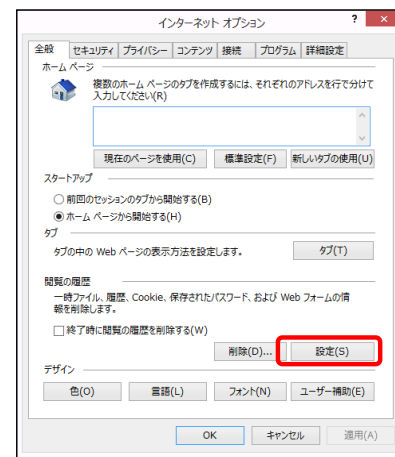 インターネット オプション
?
×
全般 セキュリティ プライバシー コンテンツ 接続 プログラム 詳細設定
ホーム ページ
複数のホーム ページのタブを作成するには、それぞれのアドレスを行で分けて
入力してください(R)
現在のページを使用(C) 標準設定(F) 新しいタブの使用(U)
スタートアップ
前回のセッションのタブから開始する(B)
ホーム ページから開始する(H)
タブ
タブの中の Web ページの表示方法を設定します。 タブ(T)
閲覧の履歴
一時ファイル、履歴、Cookie、保存されたパスワード、および Web フォームの情
報を削除します。
終了時に閲覧の履歴を削除する(W)
削除(D)... 設定(S)
デザイン
色(O) 言語(L) フォント(N) ユーザー補助(E)
OK キャンセル 適用(A)